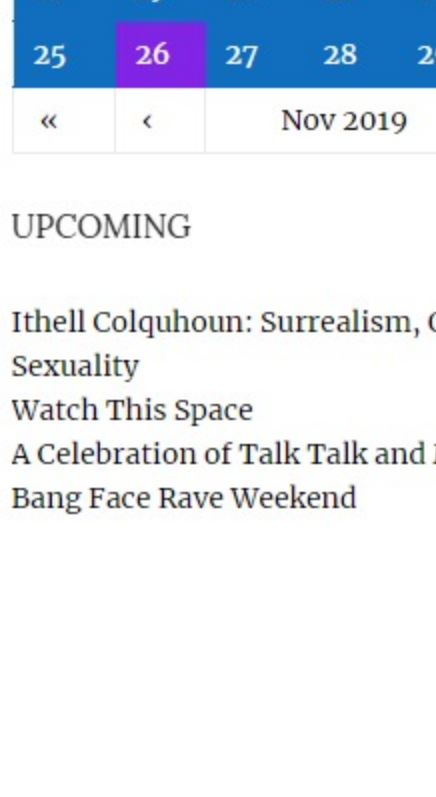 25 26 27 28
« ‹ Nov 2019
UPCOMING
Ithell Colquhoun: Surrealism,
Sexuality
Watch This Space
A Celebration of Talk Talk and
Bang Face Rave Weekend